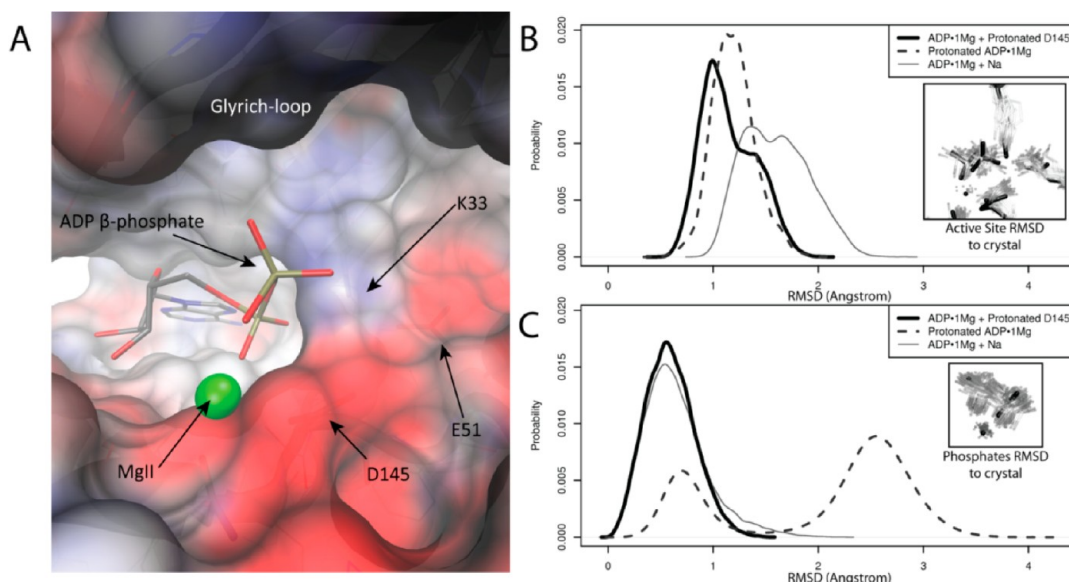 A
Glyrich-loop
K33
ADP β-phosphate
MgII
D145
E51
B
Probability
0.000
0.005
0.010
0.015
0.020
ADP•1Mg + Protonated D145
Protonated ADP•1Mg
ADP•1Mg + Na
Active Site RMSD
to crystal
0
1
2
3
4
RMSD (Angstrom)
C
Probability
0.000
0.005
0.010
0.015
0.020
ADP•1Mg + Protonated D145
Protonated ADP•1Mg
ADP•1Mg + Na
Phosphates RMSD
to crystal
0
1
2
3
4
RMSD (Angstrom)